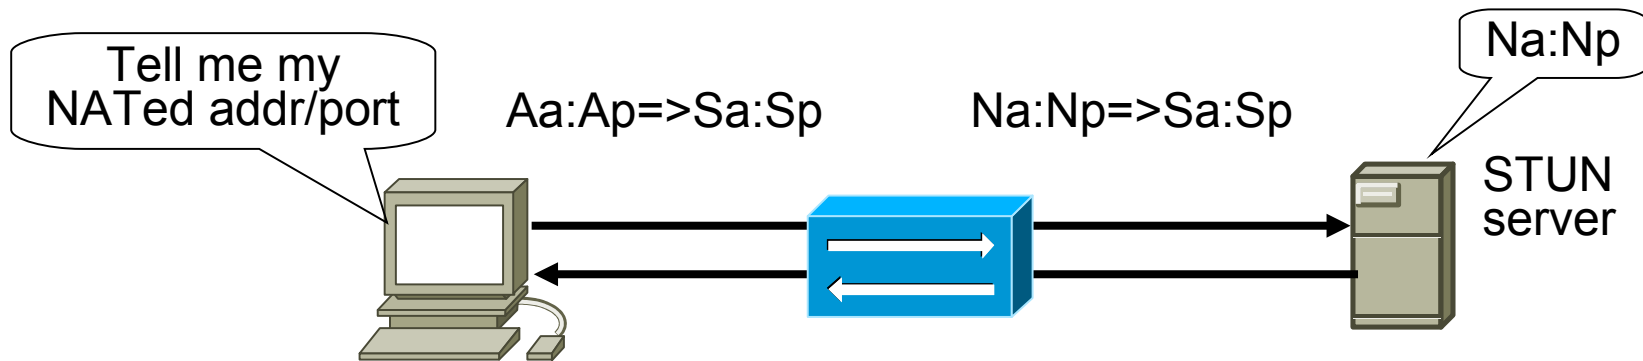 Tell me my
NATed addr/port
Aa:Ap=>Sa:Sp
Na:Np=>Sa:Sp
Na:Np
STUN
server